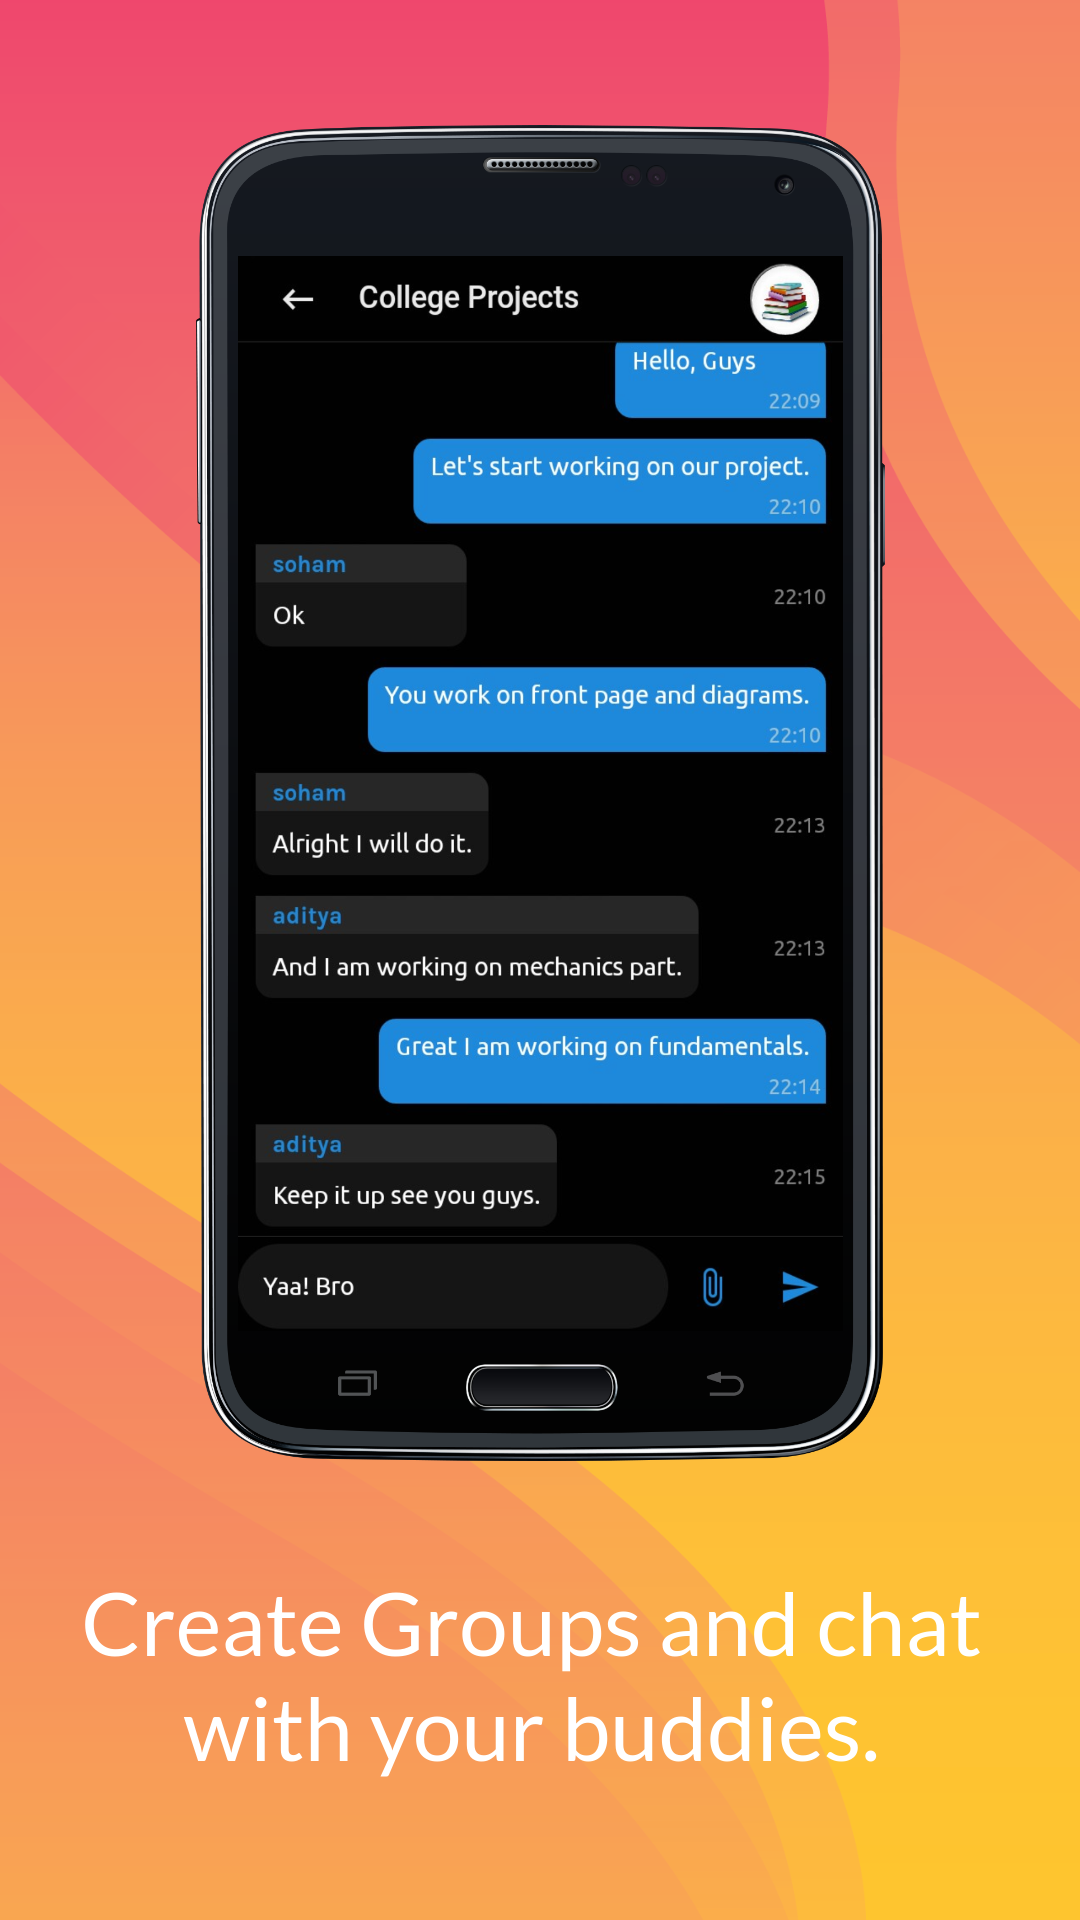 College Projects
Hello, Guys
22:09
Let's start working on our project.
22:10
soham
Ok
22:10
You work on front page and diagrams.
22:10
soham
Alright I will do it.
22:13
aditya
And I am working on mechanics part.
22:13
Great I am working on fundamentals.
22:14
aditya
Keep it up see you guys.
22:15
Yaa! Bro
Create Groups and chat
with your buddies.